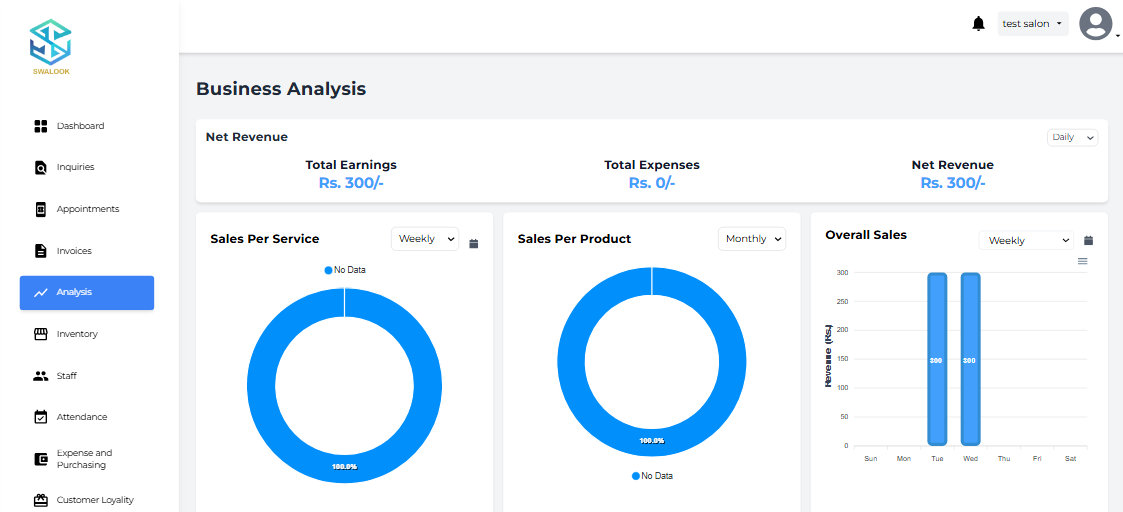 SWALOOK
test salon
Dashboard
Inquiries
Appointments
Invoices
Analysis
Inventory
Staff
Attendance
Expense and
Purchasing
Customer Loyality
Business Analysis
Net Revenue
Daily
Total Earnings
Rs. 300/-
Total Expenses
Rs. 0/-
Net Revenue
Rs. 300/-
Sales Per Service
Weekly
No Data
100.0%
Sales Per Product
Monthly
100.0%
No Data
Overall Sales
Weekly
Revenue (Rs.)
300
250
200
150
100
50
0
300
300
Sun
Mon
Tue
Wed
Thu
Fri
Sat